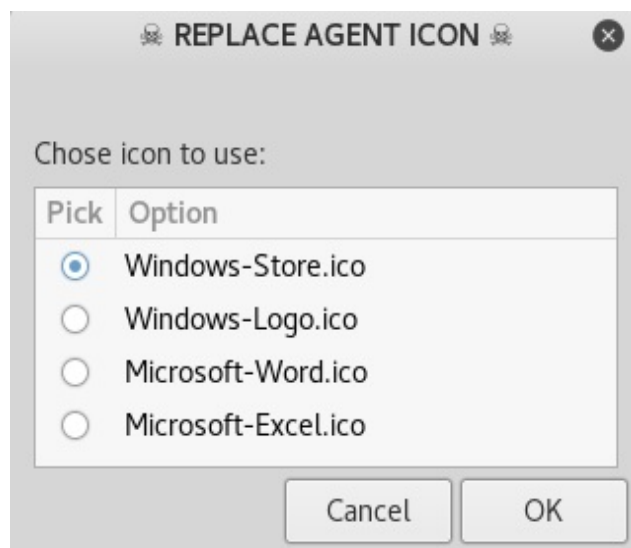 ☠ REPLACE AGENT ICON ☠
Chose icon to use:
Pick Option
Windows-Store.ico
Windows-Logo.ico
Microsoft-Word.ico
Microsoft-Excel.ico
Cancel OK